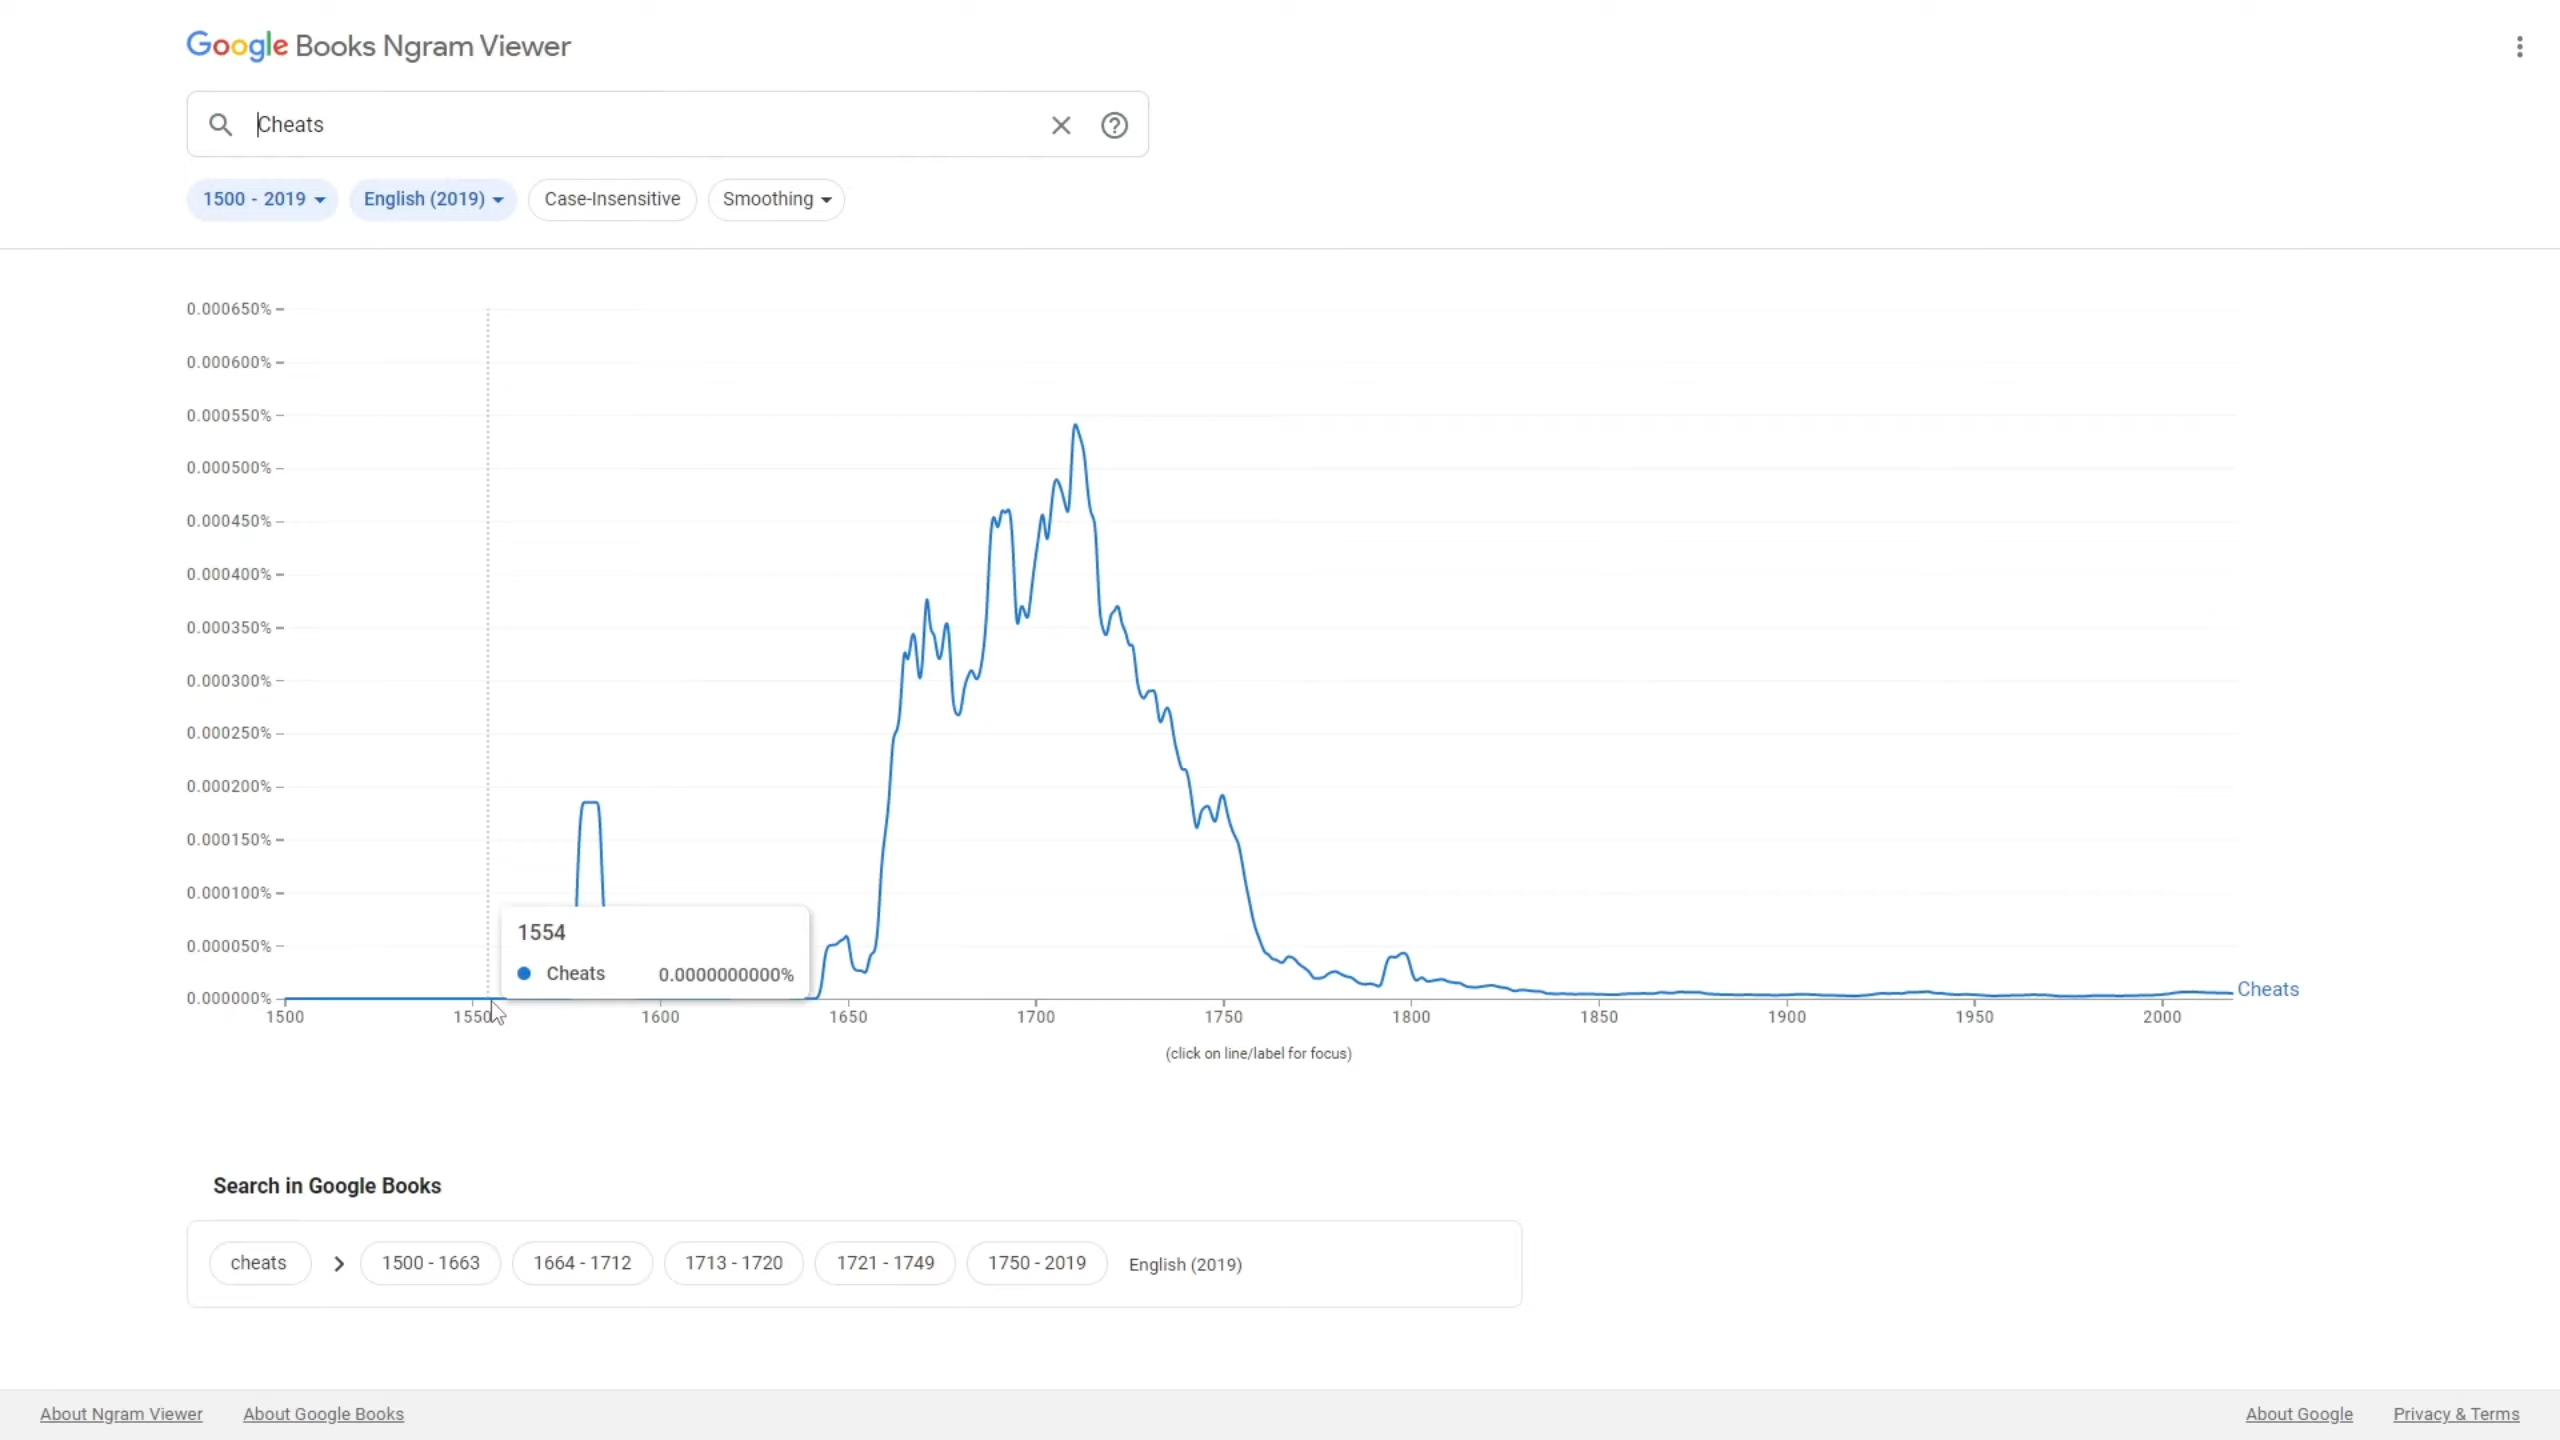 Google Books Ngram Viewer
Cheats
1500 - 2019
English (2019)
Case-Insensitive
Smoothing
0.000650%
0.000600%
0.000550%
0.000500%
0.000450%
0.000400%
0.000350%
0.000300%
0.000250%
0.000200%
0.000150%
0.000100%
0.000050%
0.000000%
1554
Cheats 0.0000000000%
Cheats
1500 1550 1600 1650 1700 1750 1800 1850 1900 1950 2000
(click on line/label for focus)
Search in Google Books
cheats 1500 - 1663 1664 - 1712 1713 - 1720 1721 - 1749 1750 - 2019 English (2019)
About Ngram Viewer About Google Books About Google Privacy & Terms